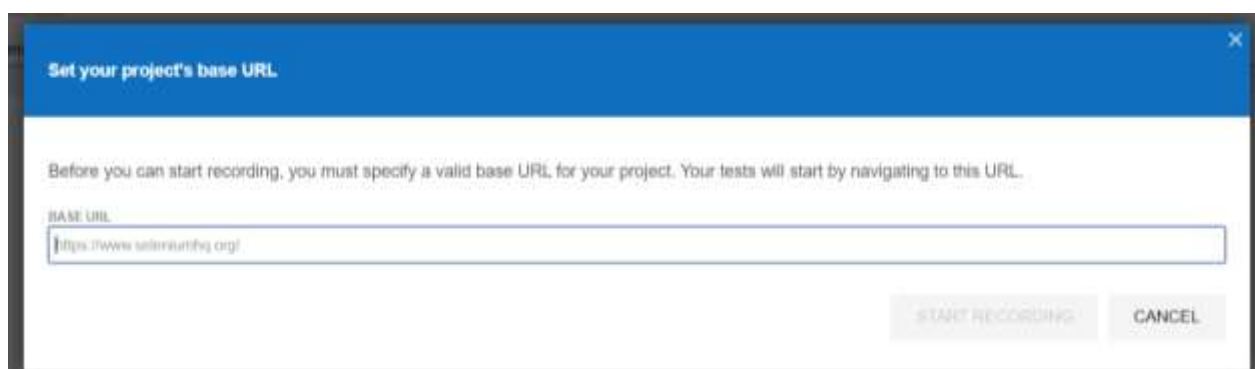 Set your project's base URL
Before you can start recording, you must specify a valid base URL for your project. Your tests will start by navigating to this URL.
BASE URL
https://www.seleniumhq.org/
START RECORDING CANCEL